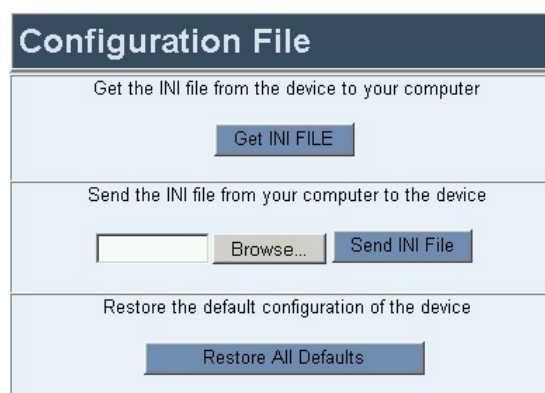 Configuration File
Get the INI file from the device to your computer
Get INI FILE
Send the INI file from your computer to the device
Browse... Send INI File
Restore the default configuration of the device
Restore All Defaults